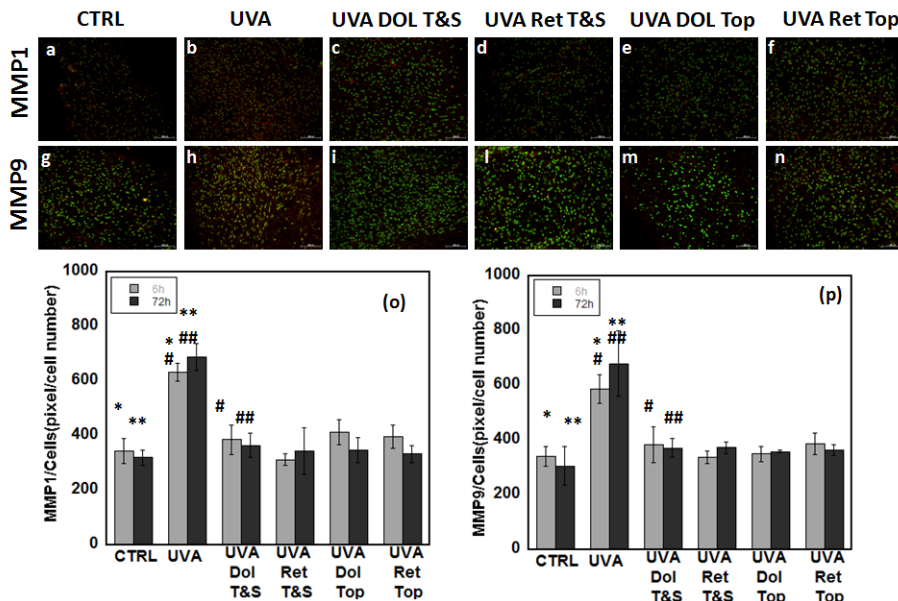 CTRL UVA UVA DOL T&S UVA Ret T&S UVA DOL Top UVA Ret Top
MMP1
a b c d e f
MMP9
g h i l m n
MMP1/Cells(pixel/cell number)
1000
800
600
400
200
0
6h
72h
(o)
* ** * # ** ## # ##
CTRL UVA UVA Dol T&S UVA Ret T&S UVA Dol Top UVA Ret Top
MMP9/Cells(pixel/cell number)
1000
800
600
400
200
0
6h
72h
(p)
* ** * # ** ## # ##
CTRL UVA UVA Dol T&S UVA Ret T&S UVA Dol Top UVA Ret Top